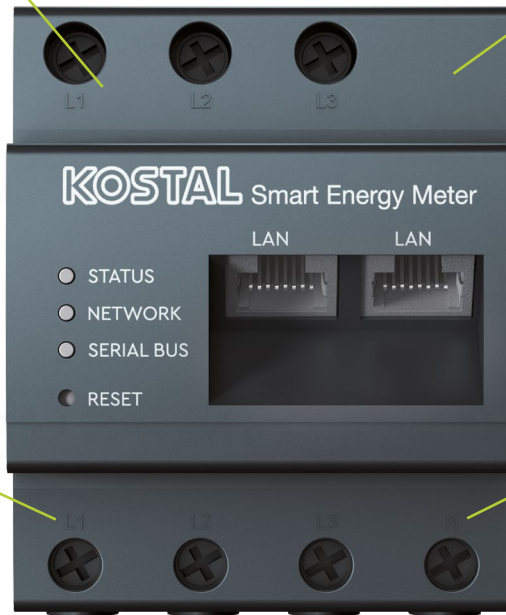 L1 L2 L3
KOSTAL Smart Energy Meter
LAN LAN
STATUS
NETWORK
SERIAL BUS
RESET
L1 L2 L3 N